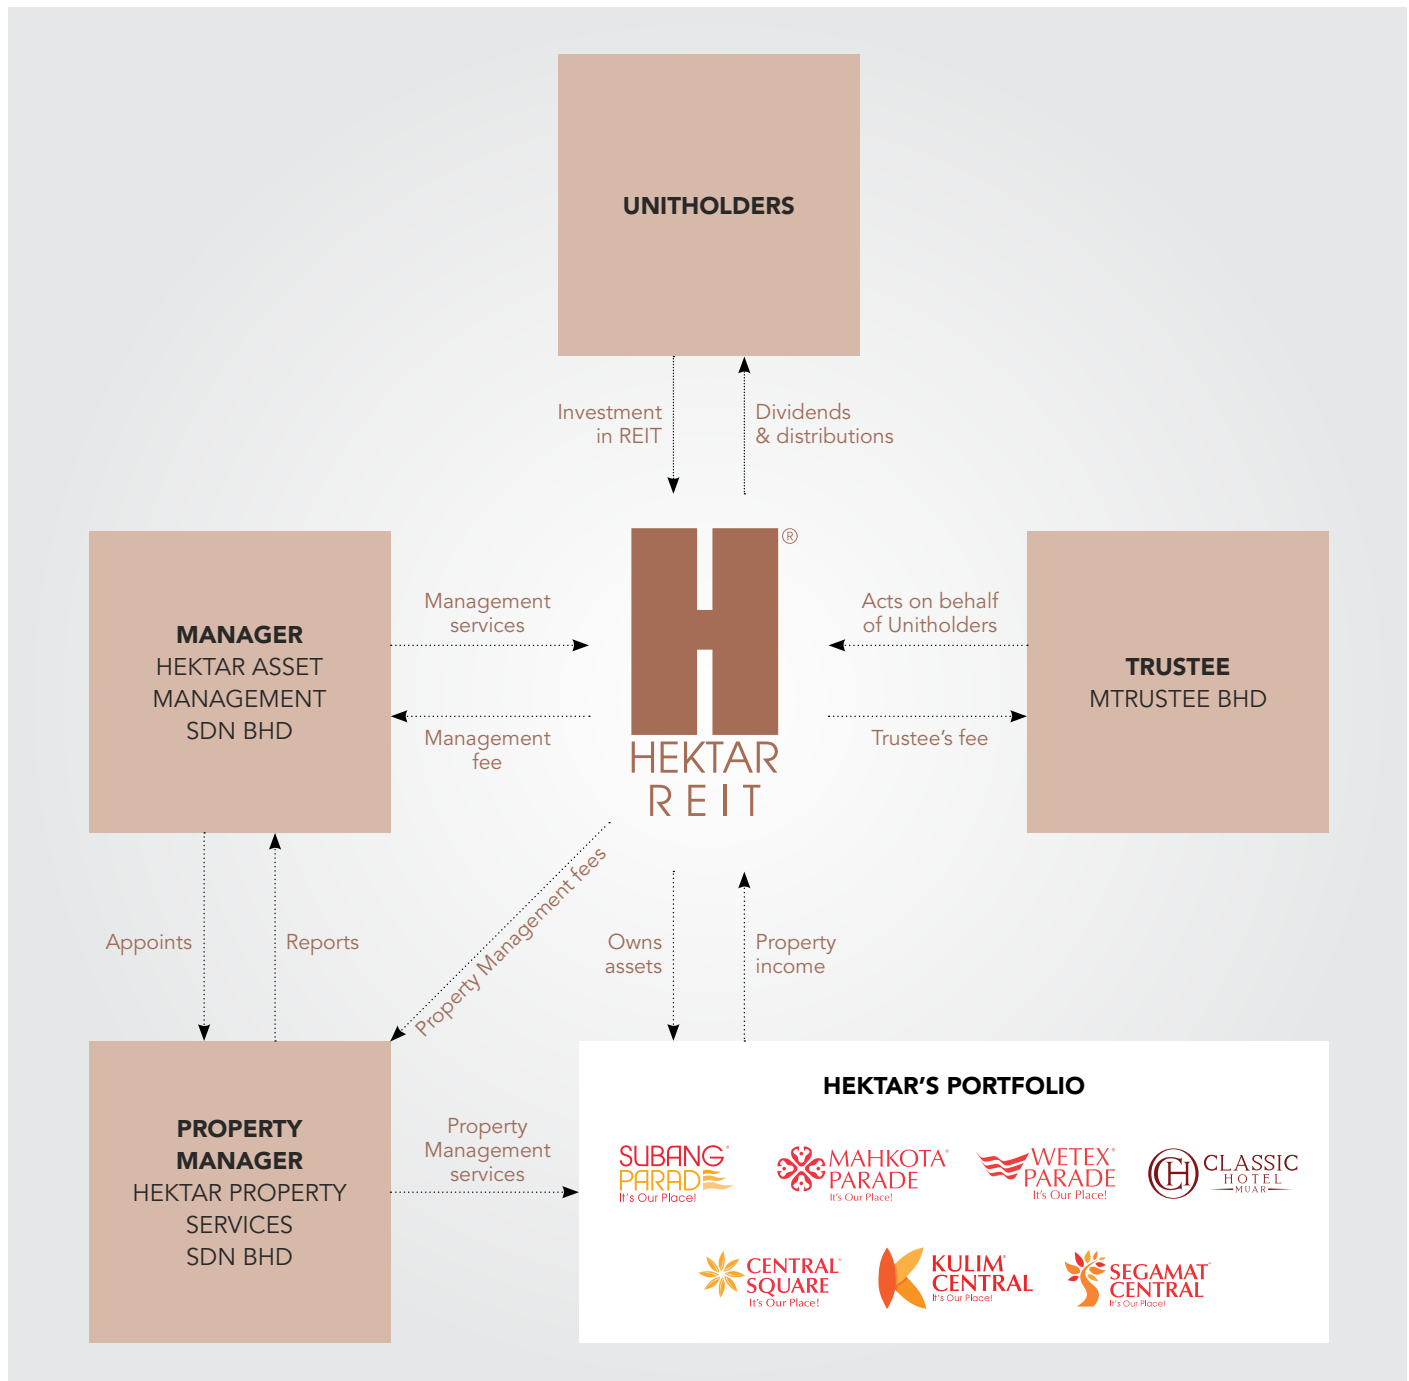 UNITHOLDERS
Investment
in REIT
Dividends
& distributions
MANAGER
HEKTAR ASSET
MANAGEMENT
SDN BHD
Management
services
Management
fee
H®
HEKTAR
REIT
Acts on behalf
of Unitholders
Trustee’s fee
TRUSTEE
MTRUSTEE BHD
Appoints
Reports
Property Management fees
Owns
assets
Property
income
PROPERTY
MANAGER
HEKTAR PROPERTY
SERVICES
SDN BHD
Property
Management
services
HEKTAR’S PORTFOLIO
SUBANG®
PARADE
It's Our Place!
MAHKOTA®
PARADE
It's Our Place!
WETEX®
PARADE
It's Our Place!
CH
CLASSIC
HOTEL
MUAR
CENTRAL®
SQUARE
It's Our Place!
KULIM®
CENTRAL
It's Our Place!
SEGAMAT®
CENTRAL
It's Our Place!